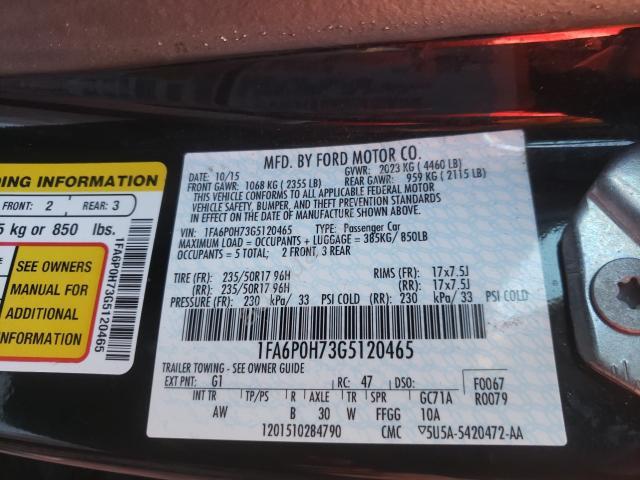 DING INFORMATION
FRONT: 2 REAR: 3
5 kg or 850 lbs.
SEE OWNERS
MANUAL FOR
ADDITIONAL
INFORMATION
1FA6P0H73G5120465
MFD. BY FORD MOTOR CO.
DATE: 10/15 GVWR: 2023 KG ( 4460 LB)
FRONT GAWR: 1068 KG ( 2355 LB) REAR GAWR: 959 KG ( 2115 LB)
THIS VEHICLE CONFORMS TO ALL APPLICABLE FEDERAL MOTOR
VEHICLE SAFETY, BUMPER, AND THEFT PREVENTION STANDARDS
IN EFFECT ON THE DATE OF MANUFACTURE SHOWN ABOVE.
VIN: 1FA6P0H73G5120465 TYPE: Passenger Car
MAXIMUM LOAD = OCCUPANTS + LUGGAGE = 385KG/ 850LB
OCCUPANTS = 5 TOTAL: 2 FRONT, 3 REAR
TIRE (FR): 235/50R17 96H RIMS (FR): 17x7.5J
(RR): 235/50R17 96H (RR): 17x7.5J
PRESSURE (FR): 230 kPa/ 33 PSI COLD (RR): 230 kPa/ 33 PSI COLD
1FA6P0H73G5120465
TRAILER TOWING - SEE OWNER GUIDE
EXT PNT: G1 RC: 47 DSO: F0067
INT TR TP/PS R AXLE TR SPR GC71A R0079
AW B 30 W FFGG 10A
1201510284790 CMC ▽5U5A-5420472-AA